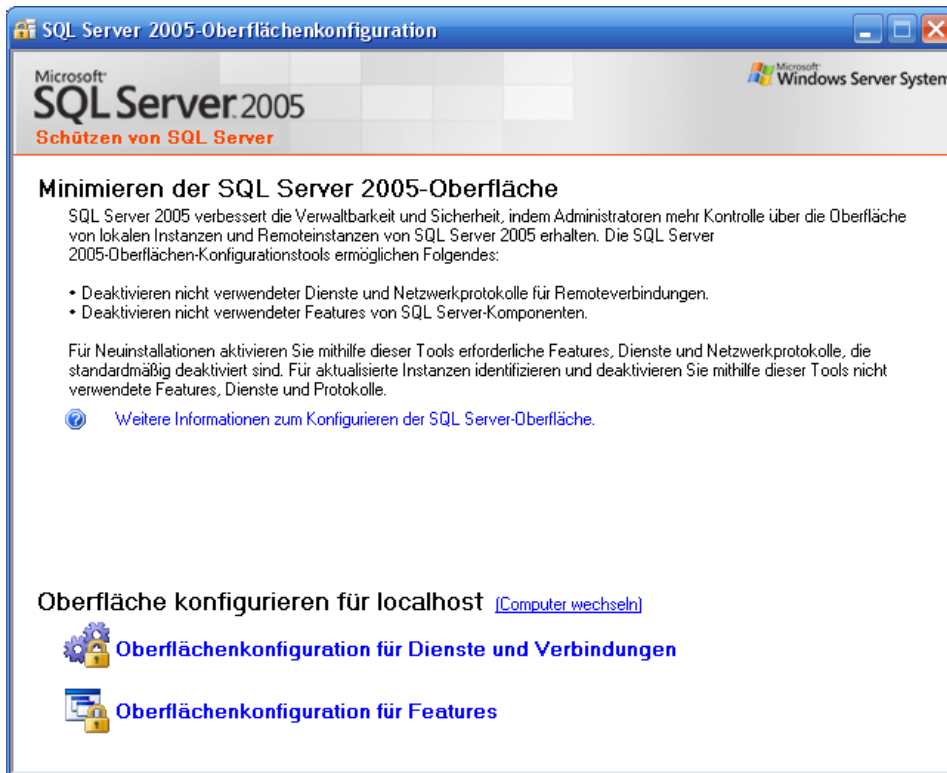 SQL Server 2005-Oberflächenkonfiguration
Microsoft
SQL Server 2005
Microsoft
Windows Server System
Schützen von SQL Server
Minimieren der SQL Server 2005-Oberfläche
SQL Server 2005 verbessert die Verwaltbarkeit und Sicherheit, indem Administratoren mehr Kontrolle über die Oberfläche
von lokalen Instanzen und Remoteinstanzen von SQL Server 2005 erhalten. Die SQL Server
2005-Oberflächen-Konfigurationstools ermöglichen Folgendes:
• Deaktivieren nicht verwendeter Dienste und Netzwerkprotokolle für Remoteverbindungen.
• Deaktivieren nicht verwendeter Features von SQL Server-Komponenten.
Für Neuinstallationen aktivieren Sie mithilfe dieser Tools erforderliche Features, Dienste und Netzwerkprotokolle, die
standardmäßig deaktiviert sind. Für aktualisierte Instanzen identifizieren und deaktivieren Sie mithilfe dieser Tools nicht
verwendete Features, Dienste und Protokolle.
Weitere Informationen zum Konfigurieren der SQL Server-Oberfläche.
Oberfläche konfigurieren für localhost (Computer wechseln)
Oberflächenkonfiguration für Dienste und Verbindungen
Oberflächenkonfiguration für Features